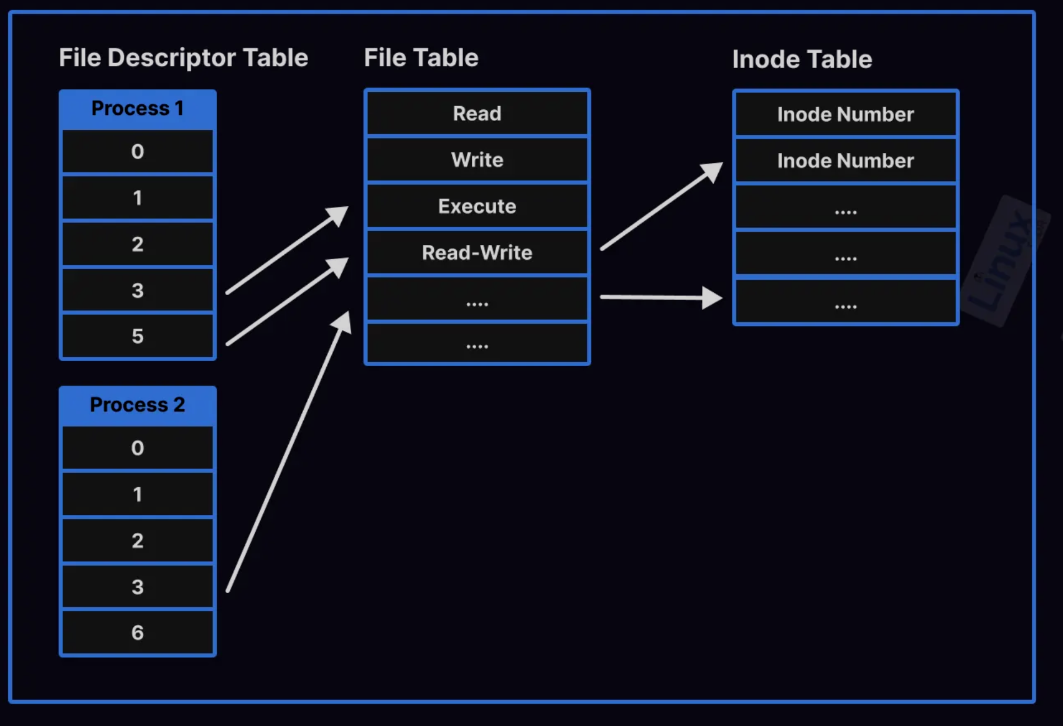 File Descriptor Table
Process 1
0
1
2
3
5
Process 2
0
1
2
3
6
File Table
Read
Write
Execute
Read-Write
....
....
Inode Table
Inode Number
Inode Number
....
....
....
Linux